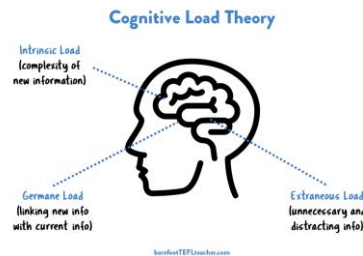 Cognitive Load Theory
Intrinsic Load
(complexity of
new information)
Germane Load
(linking new info
with current info)
Extraneous Load
(unnecessary and
distracting info)
barefootTEFLteacher.com